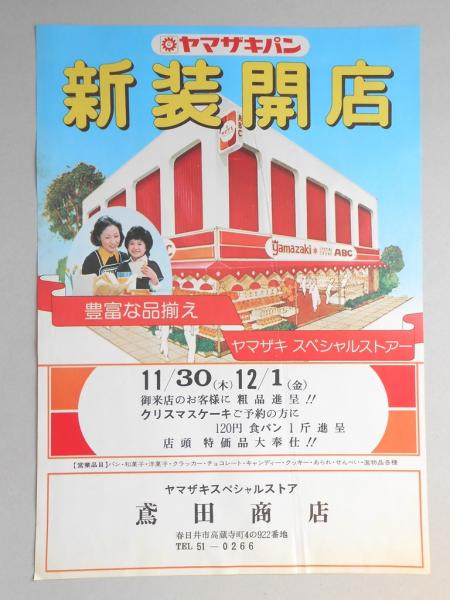 ヤマザキパン
新装開店
ABC
yamazaki ABC
豊富な品揃え
ヤマザキ スペシャルストアー
11/30(木)12/1(金)
御来店のお客様に 粗品進呈!!
クリスマスケーキご予約の方に
120円 食パン 1斤進呈
店頭 特価品大奉仕!!
【営業品目】パン・和菓子・洋菓子・クラッカー・チョコレート・キャンディー・クッキー・あられ・せんべい・進物品各種
ヤマザキスペシャルストア
鳶田商店
春日井市高蔵寺町4の922番地
TEL 51-0266